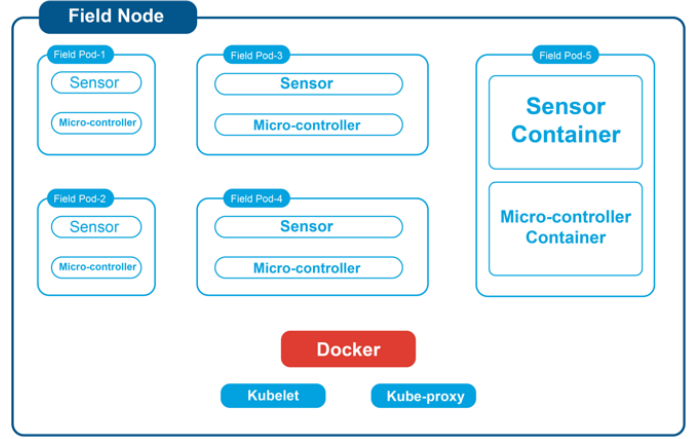 Field Node
Field Pod-1
Sensor
Micro-controller
Field Pod-3
Sensor
Micro-controller
Field Pod-5
Sensor
Container
Micro-controller
Container
Field Pod-2
Sensor
Micro-controller
Field Pod-4
Sensor
Micro-controller
Docker
Kubelet
Kube-proxy